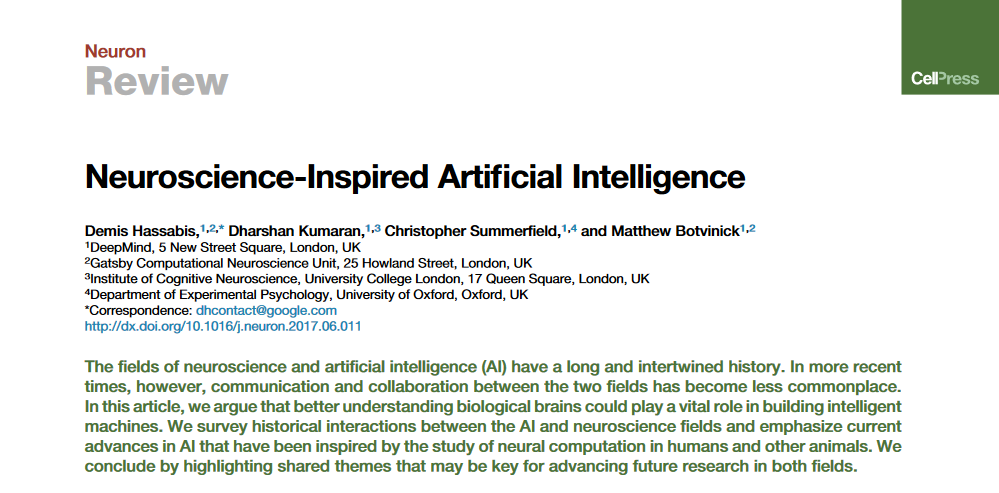 Neuron
Review
CellPress
Neuroscience-Inspired Artificial Intelligence
Demis Hassabis,1,2,* Dharshan Kumaran,1,3 Christopher Summerfield,1,4 and Matthew Botvinick1,2
1DeepMind, 5 New Street Square, London, UK
2Gatsby Computational Neuroscience Unit, 25 Howland Street, London, UK
3Institute of Cognitive Neuroscience, University College London, 17 Queen Square, London, UK
4Department of Experimental Psychology, University of Oxford, Oxford, UK
*Correspondence: dhcontact@google.com
http://dx.doi.org/10.1016/j.neuron.2017.06.011
The fields of neuroscience and artificial intelligence (AI) have a long and intertwined history. In more recent
times, however, communication and collaboration between the two fields has become less commonplace.
In this article, we argue that better understanding biological brains could play a vital role in building intelligent
machines. We survey historical interactions between the AI and neuroscience fields and emphasize current
advances in AI that have been inspired by the study of neural computation in humans and other animals. We
conclude by highlighting shared themes that may be key for advancing future research in both fields.